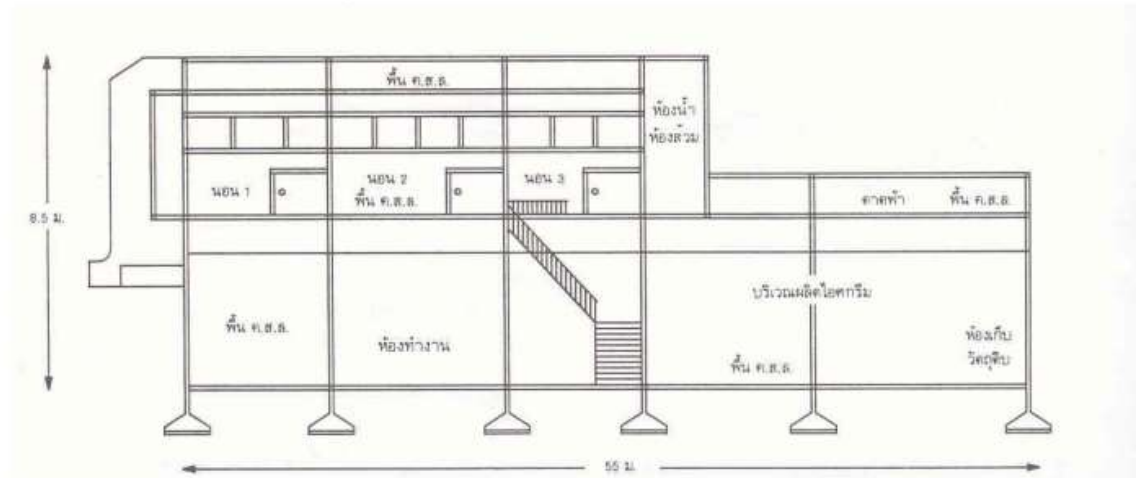 พื้น ค.ส.ล.
ห้องน้ำ
ห้องส้วม
นอน 1
นอน 2
พื้น ค.ส.ล.
นอน 3
ดาดฟ้า พื้น ค.ส.ล.
8.5 ม.
บริเวณผลิตไอศกรีม
พื้น ค.ส.ล.
ห้องทำงาน
ห้องเก็บ
วัตถุดิบ
พื้น ค.ส.ล.
55 ม.